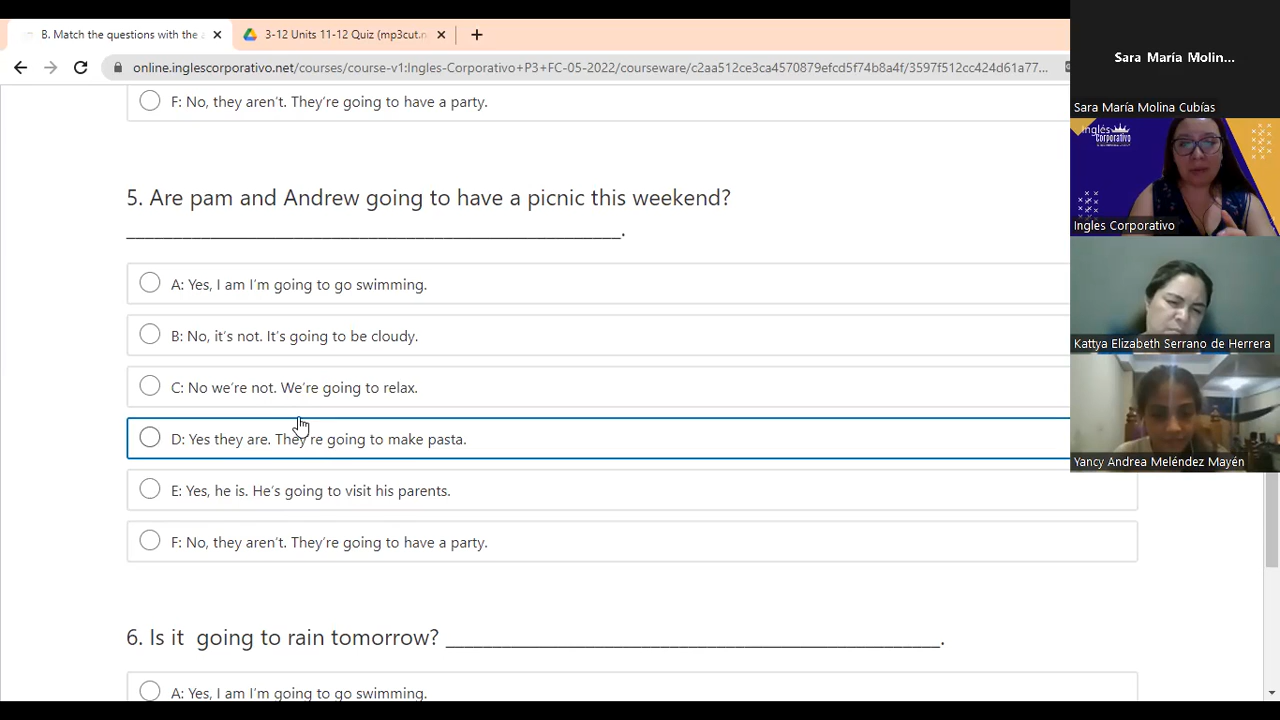 B. Match the questions with the a
3-12 Units 11-12 Quiz (mp3cut.n
online.inglescorporativo.net/courses/course-v1:Ingles-Corporativo+P3+FC-05-2022/courseware/c2aa512ce3ca4570879efcd5f74b8a4f/3597f512cc424d61a77...
F: No, they aren't. They're going to have a party.
5. Are pam and Andrew going to have a picnic this weekend?
____________________________________________________.
A: Yes, I am I'm going to go swimming.
B: No, it's not. It's going to be cloudy.
C: No we're not. We're going to relax.
D: Yes they are. They're going to make pasta.
E: Yes, he is. He's going to visit his parents.
F: No, they aren't. They're going to have a party.
6. Is it going to rain tomorrow? ____________________________________________________.
A: Yes, I am I'm going to go swimming.
Sara María Molin...
Sara María Molina Cubías
Inglés
Corporativo
Ingles Corporativo
Kattya Elizabeth Serrano de Herrera
Yancy Andrea Meléndez Mayén